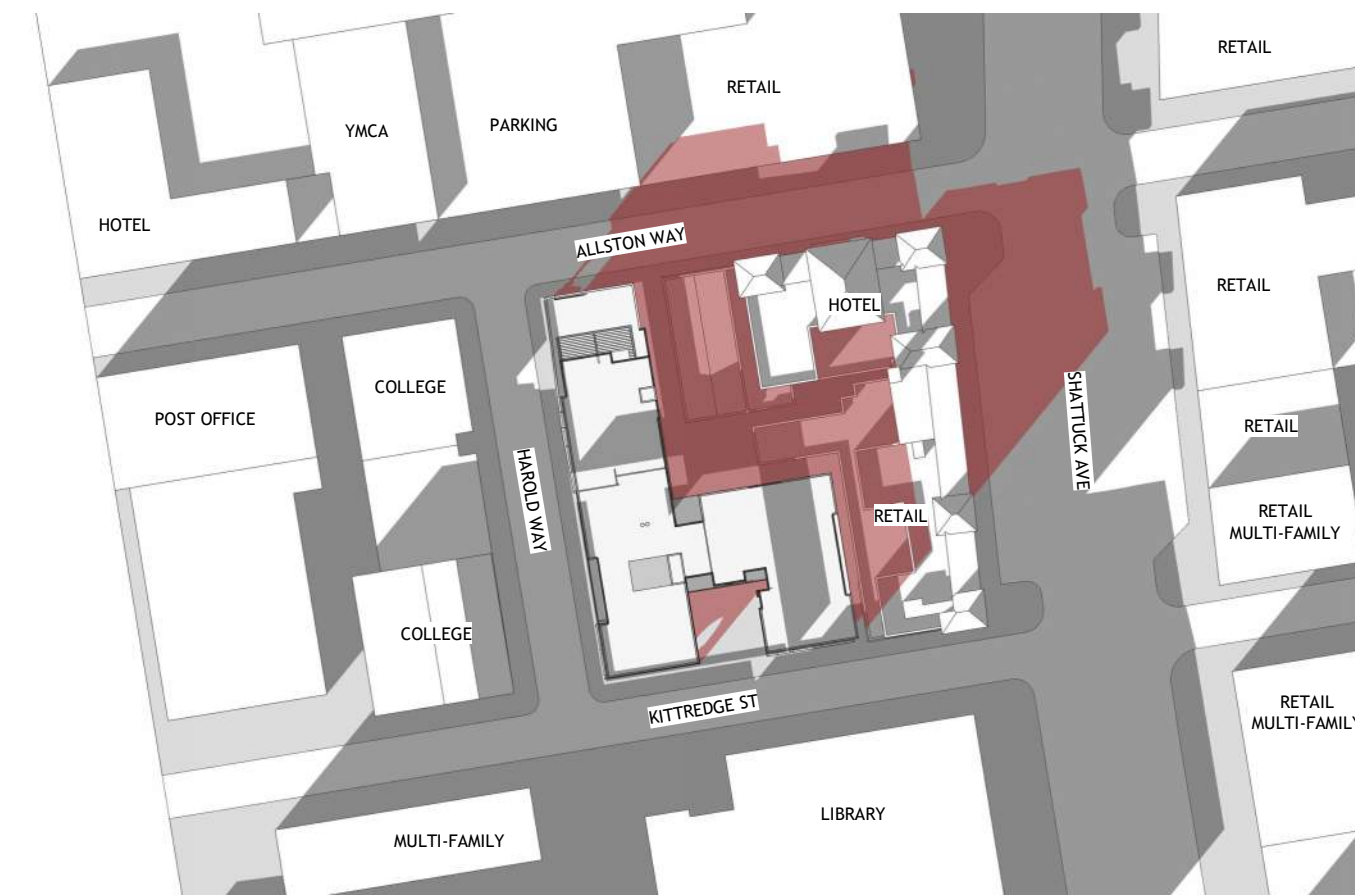 RETAIL
RETAIL
YMCA
PARKING
HOTEL
ALLSTON WAY
HOTEL
RETAIL
COLLEGE
POST OFFICE
SHATTUCK AVE
RETAIL
HAROLD WAY
RETAIL
RETAIL
MULTI-FAMILY
COLLEGE
KITTREDGE ST
RETAIL
MULTI-FAMILY
LIBRARY
MULTI-FAMILY